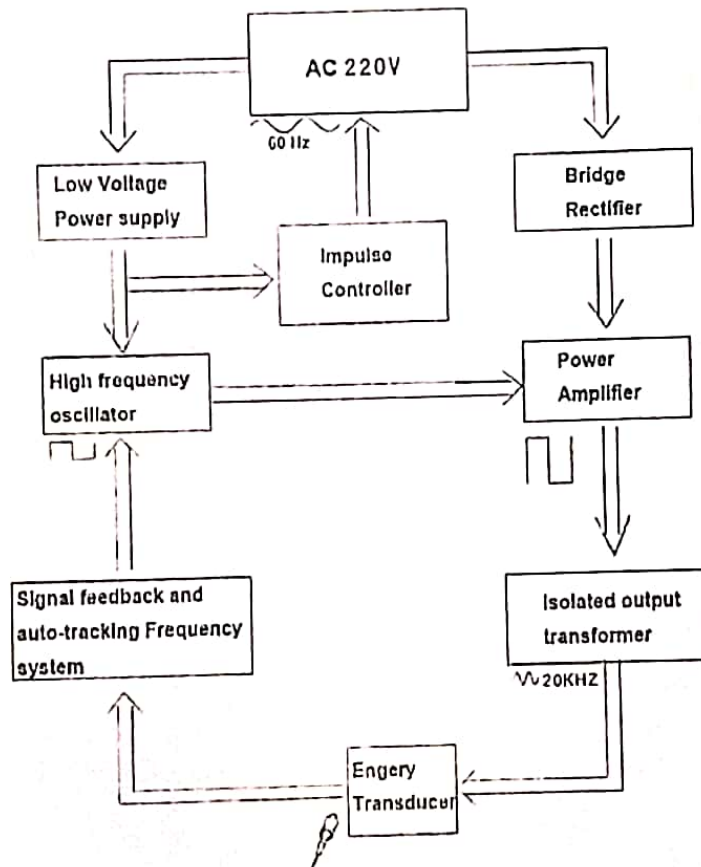 AC 220V
60 Hz
Low Voltage
Power supply
Bridge
Rectifier
Impulse
Controller
High frequency
oscillator
Power
Amplifier
Signal feedback and
auto-tracking Frequency
system
Isolated output
transformer
20KHZ
Engery
Transducer